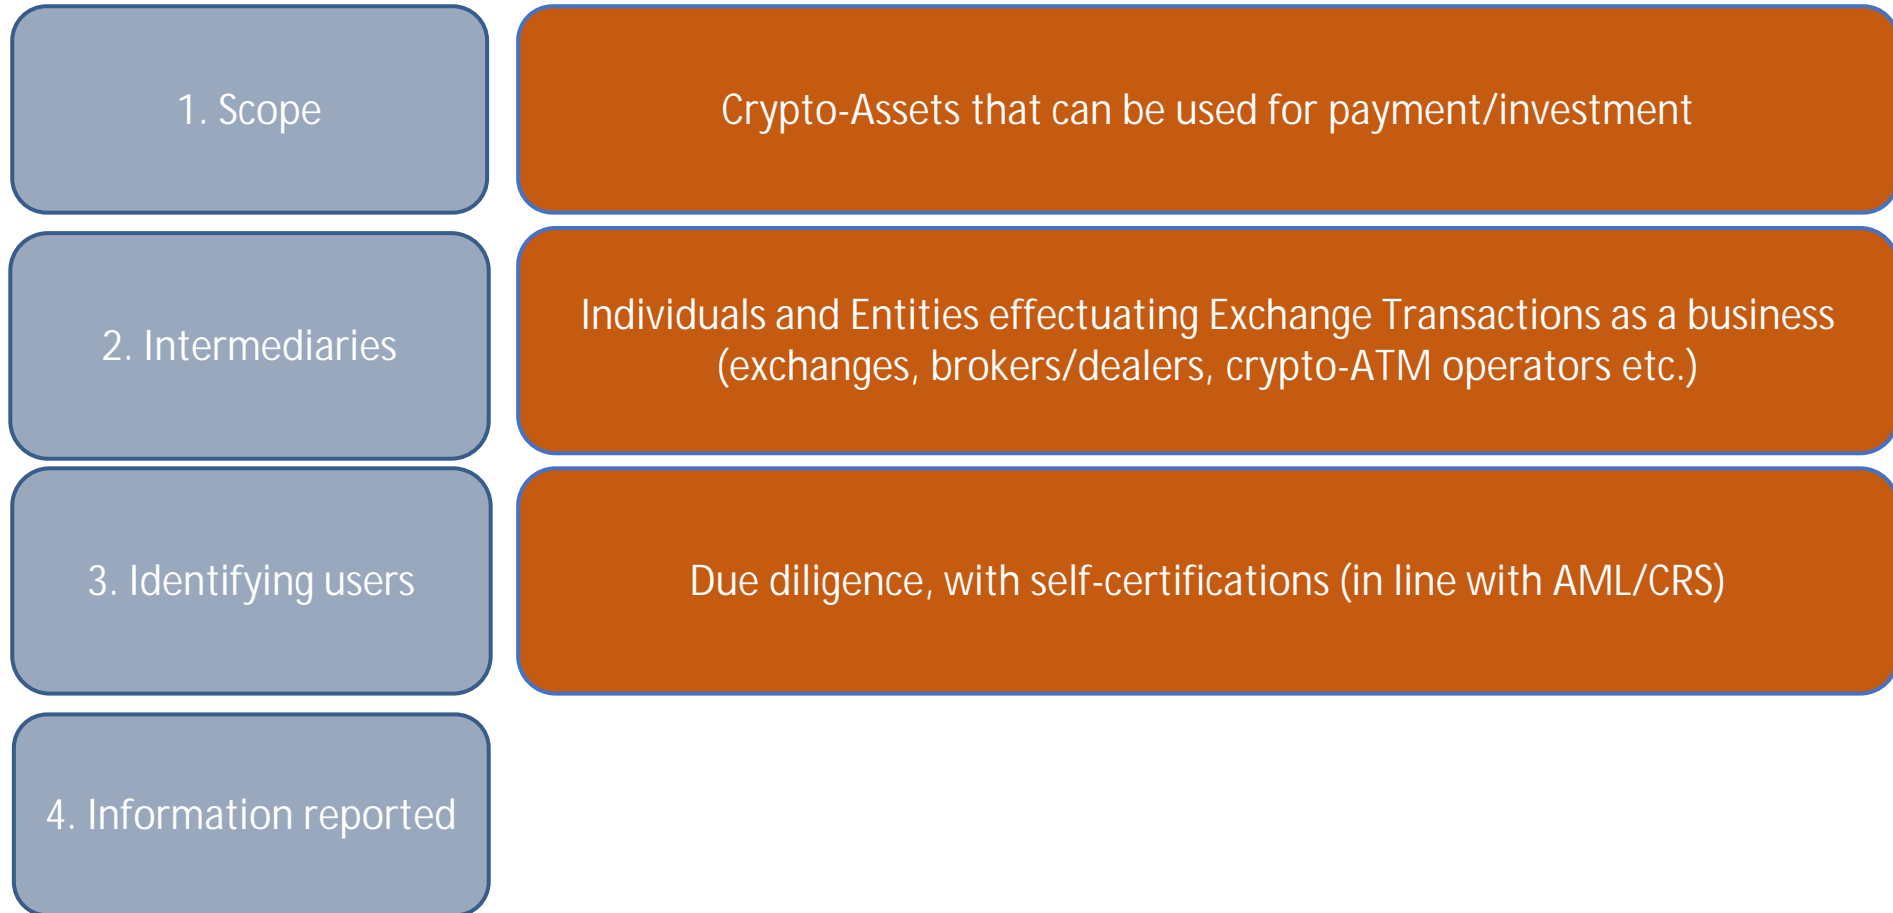 1. Scope
Crypto-Assets that can be used for payment/investment
2. Intermediaries
Individuals and Entities effectuating Exchange Transactions as a business
(exchanges, brokers/dealers, crypto-ATM operators etc.)
3. Identifying users
Due diligence, with self-certifications (in line with AML/CRS)
4. Information reported